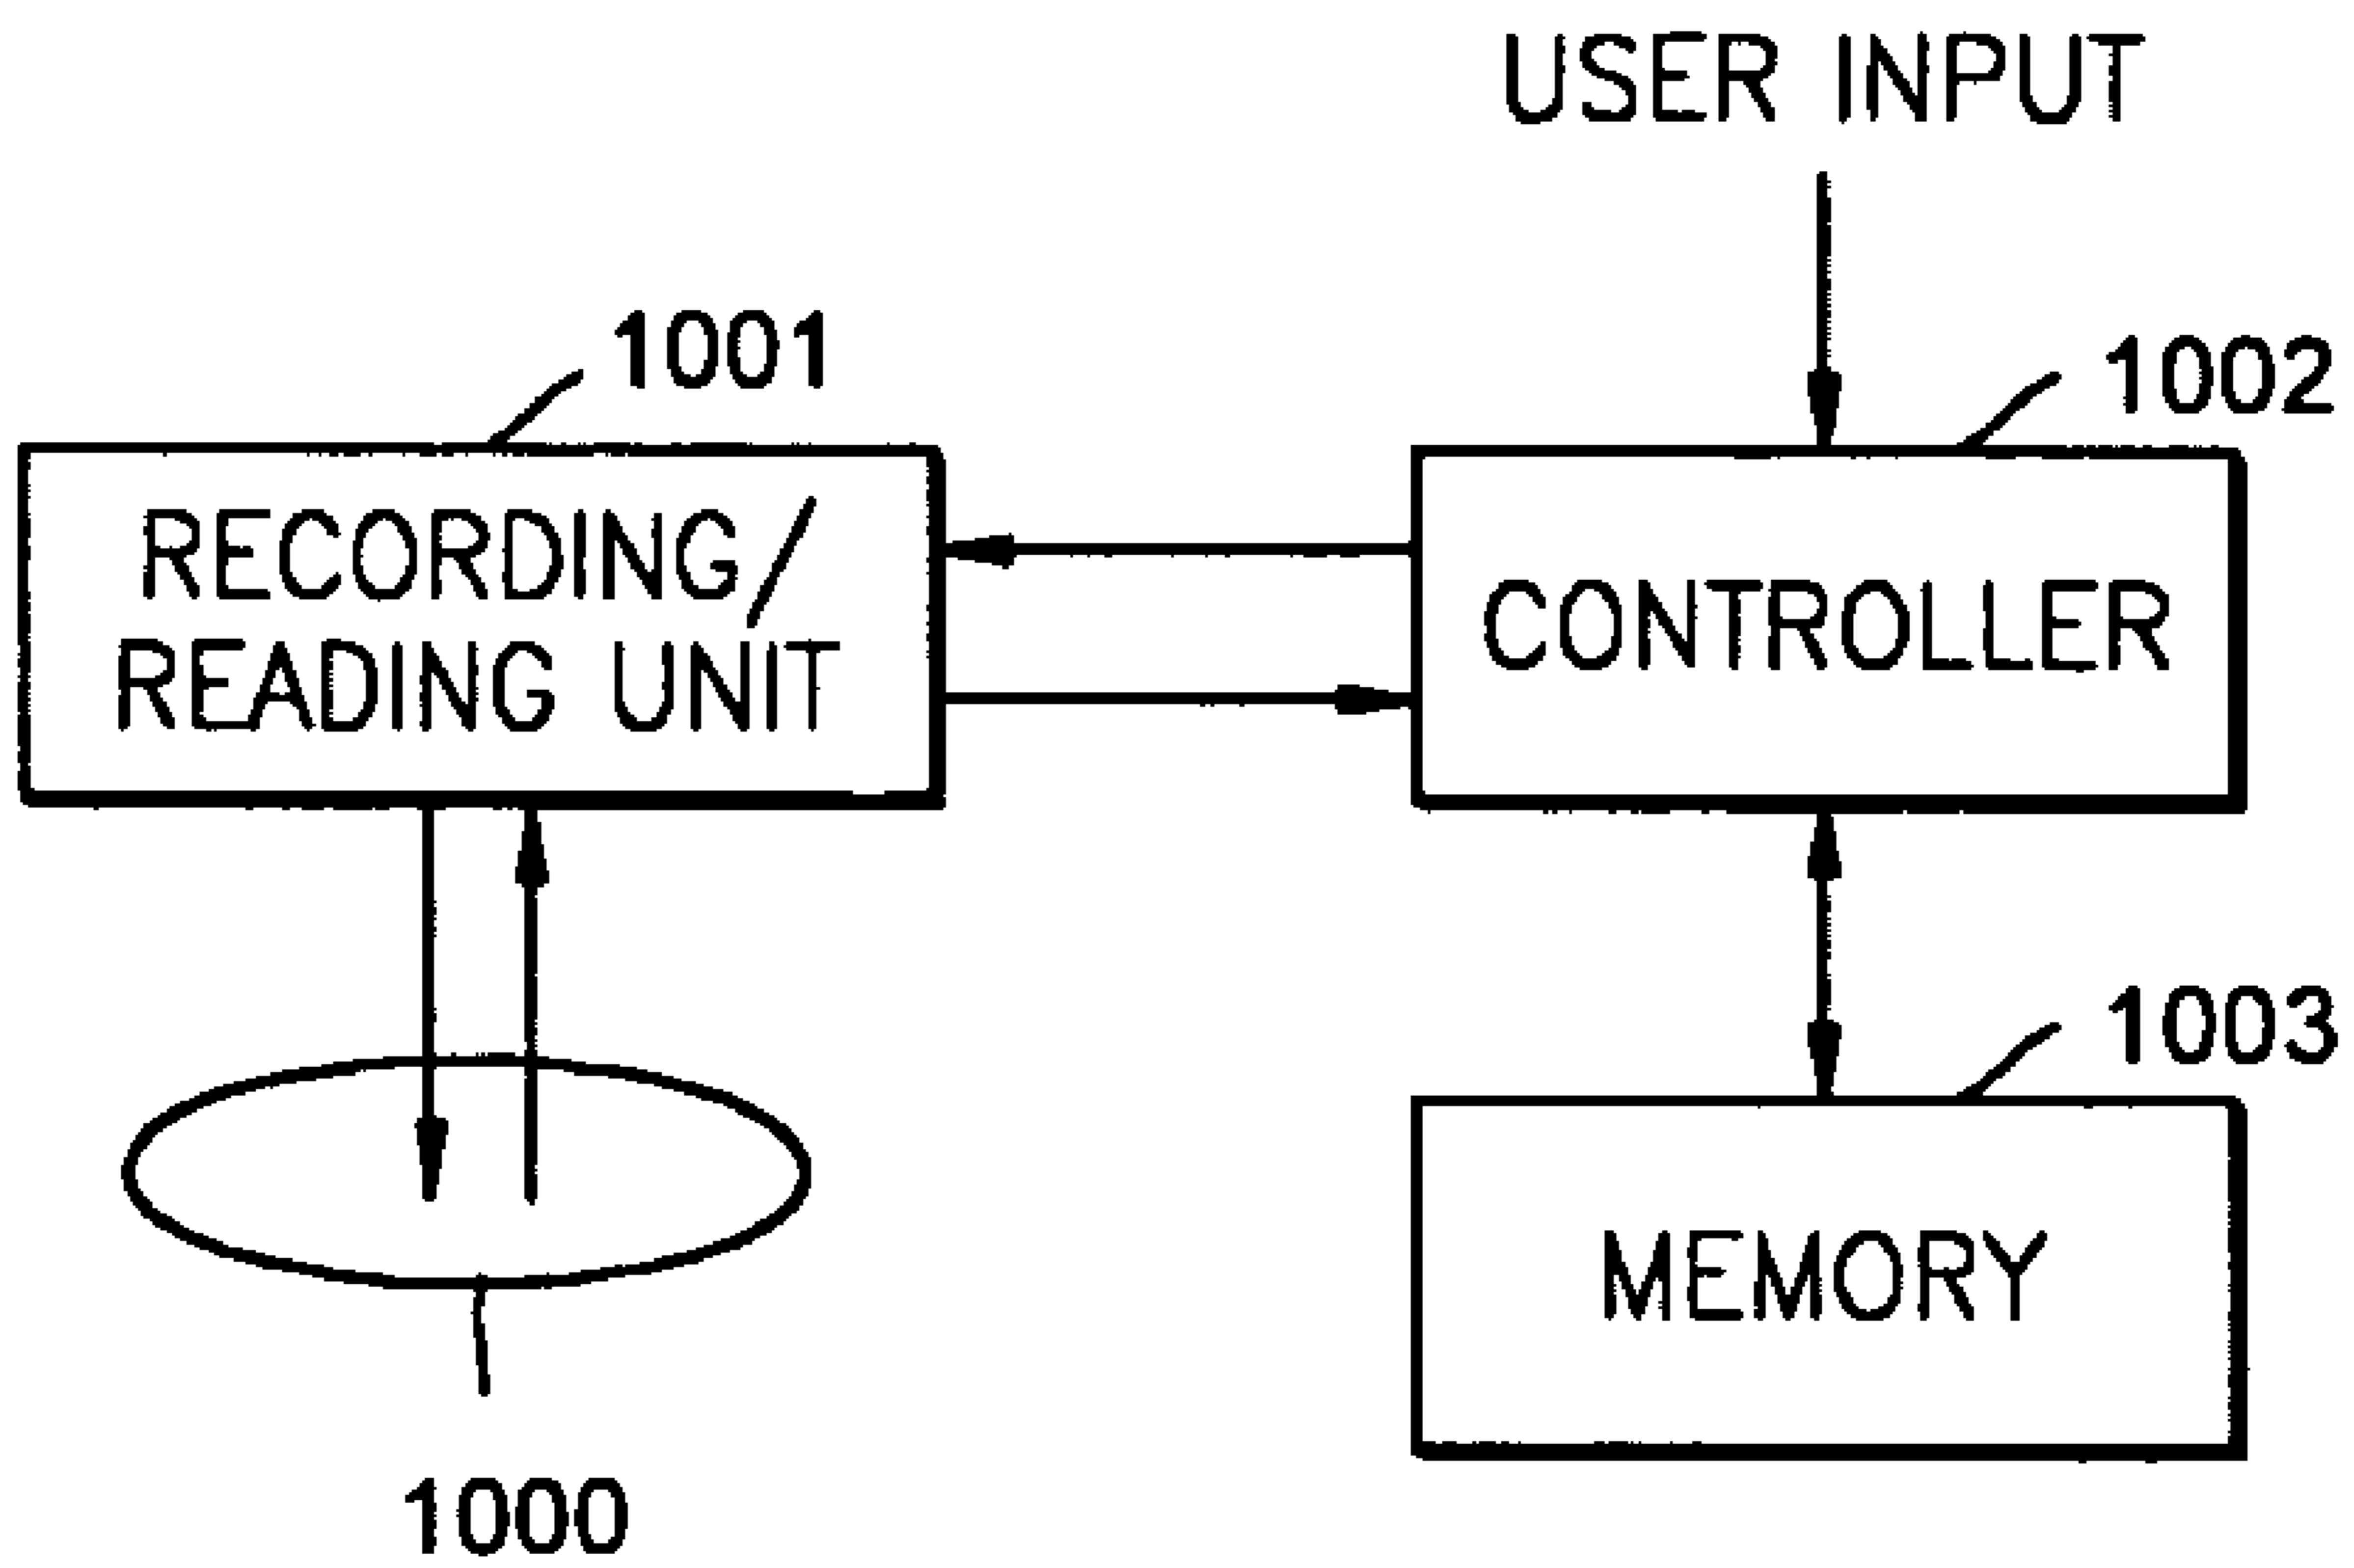 USER INPUT
1001
1002
RECORDING/
READING UNIT
CONTROLLER
1003
MEMORY
1000